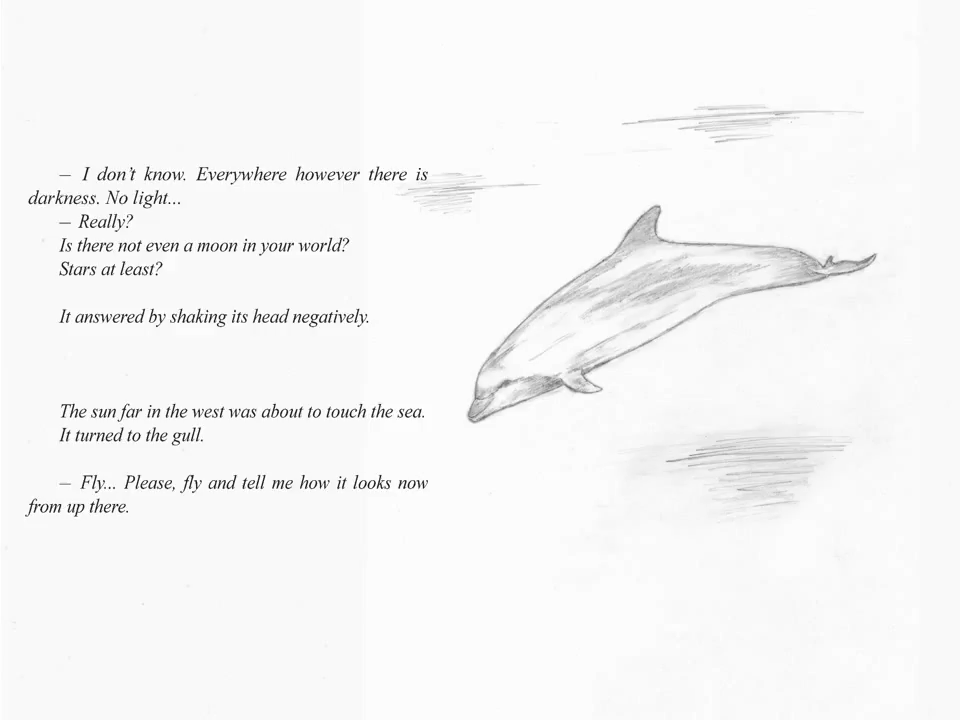 – I don't know. Everywhere however there is
darkness. No light...
– Really?
Is there not even a moon in your world?
Stars at least?
It answered by shaking its head negatively.
The sun far in the west was about to touch the sea.
It turned to the gull.
– Fly... Please, fly and tell me how it looks now
from up there.